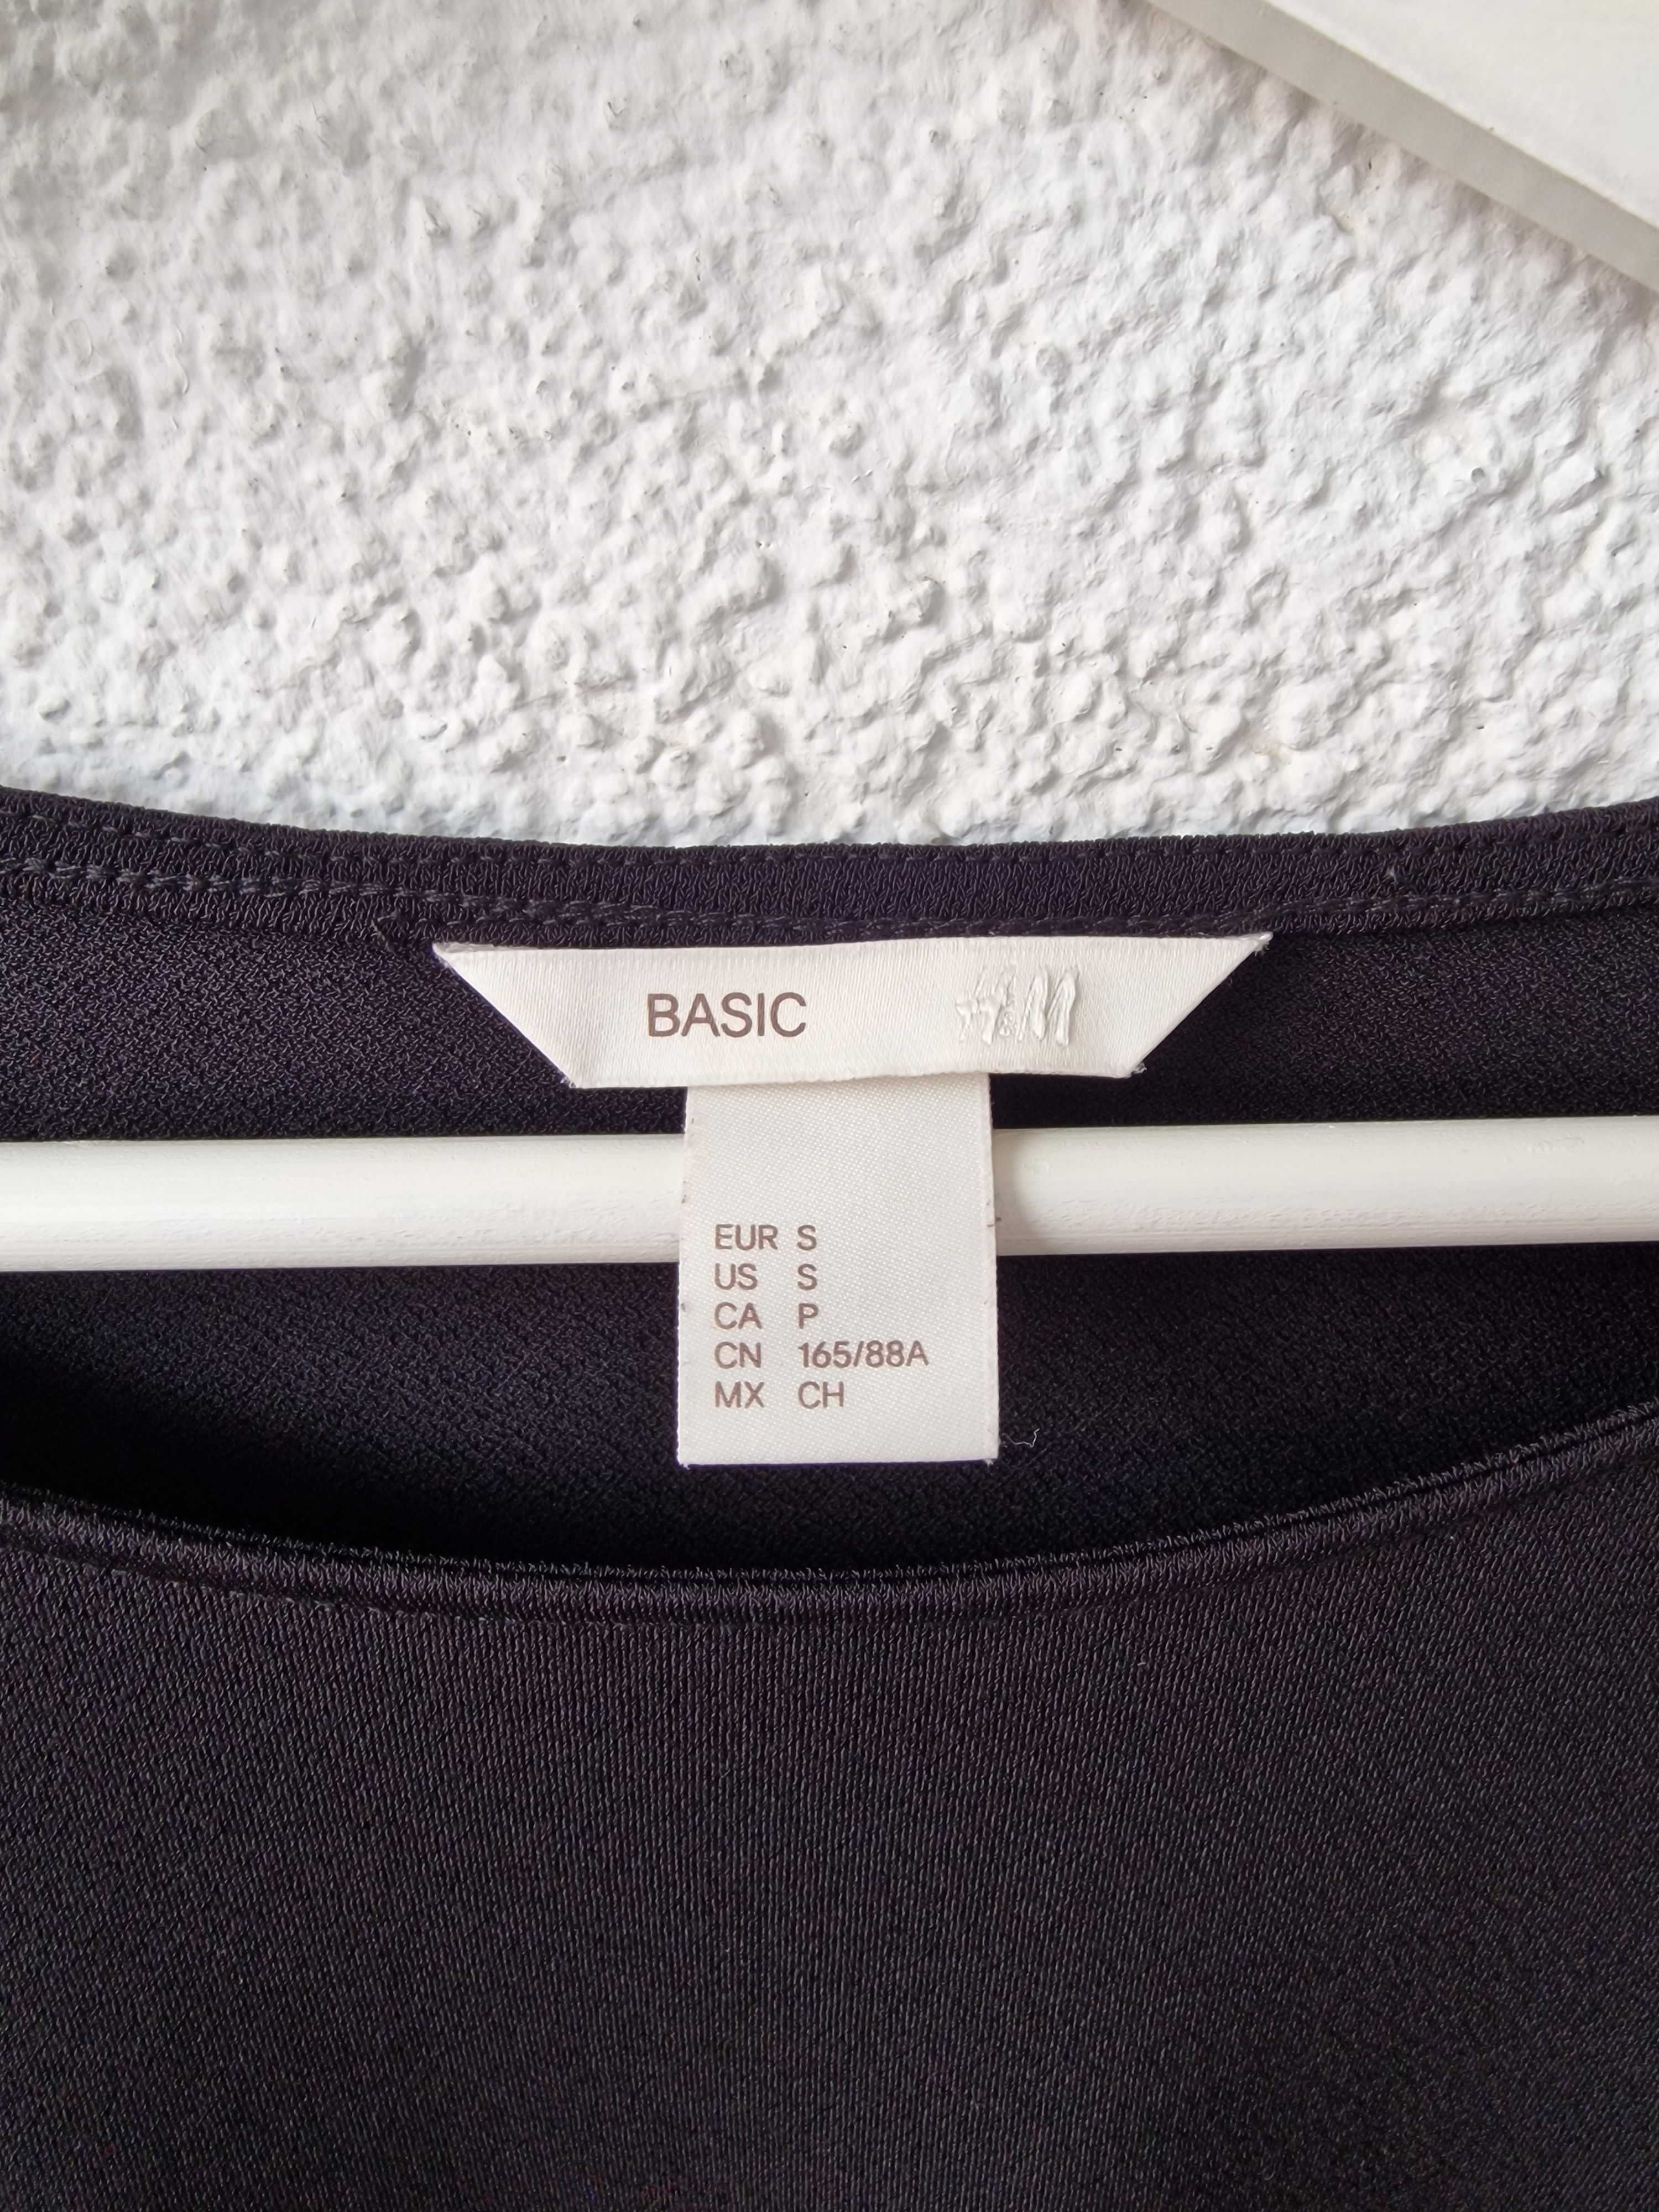 BASIC H&M
EUR S
US S
CA P
CN 165/88A
MX CH